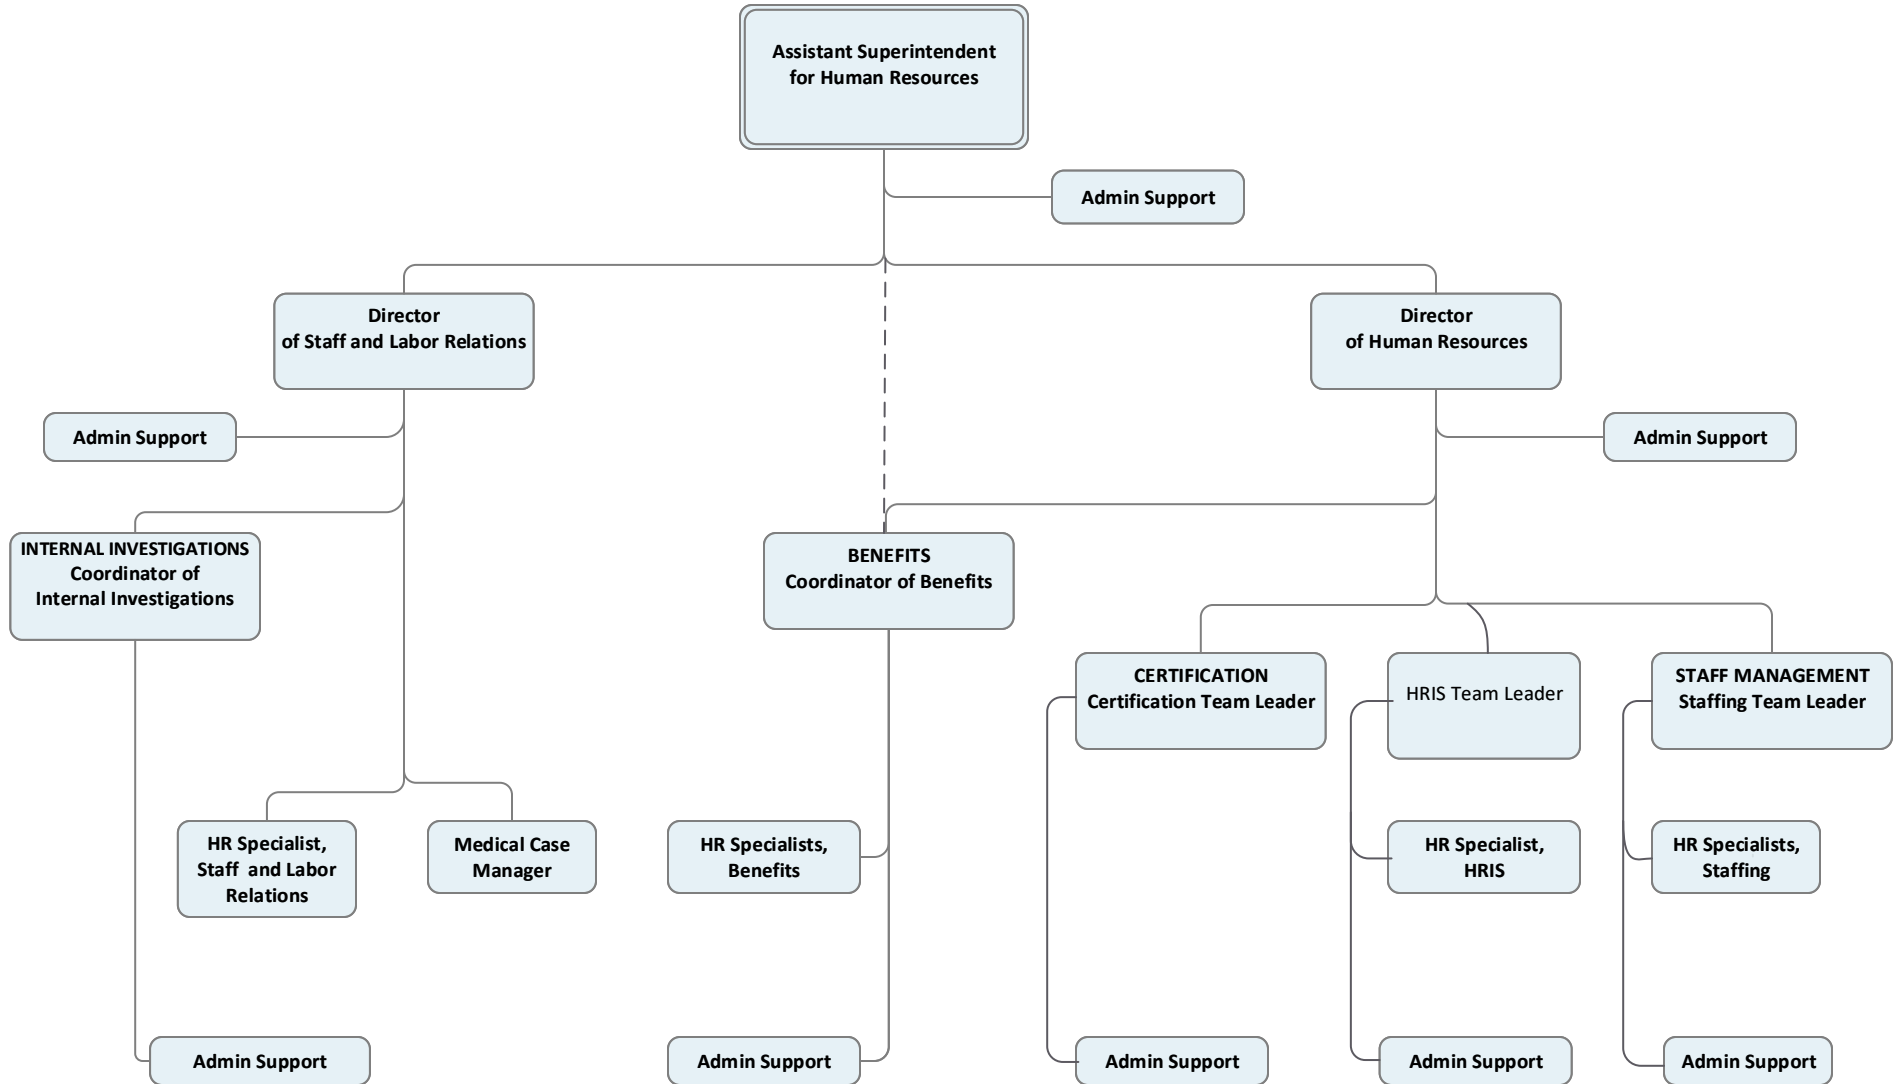 Assistant Superintendent
for Human Resources
Admin Support
Director
of Staff and Labor Relations
Director
of Human Resources
Admin Support
Admin Support
INTERNAL INVESTIGATIONS
Coordinator of
Internal Investigations
BENEFITS
Coordinator of Benefits
CERTIFICATION
Certification Team Leader
HRIS Team Leader
STAFF MANAGEMENT
Staffing Team Leader
HR Specialist,
Staff and Labor
Relations
Medical Case
Manager
HR Specialists,
Benefits
HR Specialist,
HRIS
HR Specialists,
Staffing
Admin Support
Admin Support
Admin Support
Admin Support
Admin Support